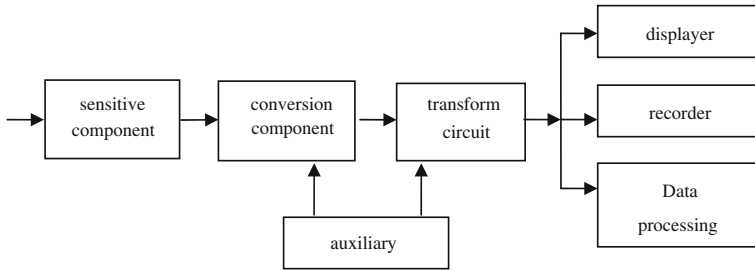 sensitive
component
conversion
component
transform
circuit
displayer
recorder
Data
processing
auxiliary